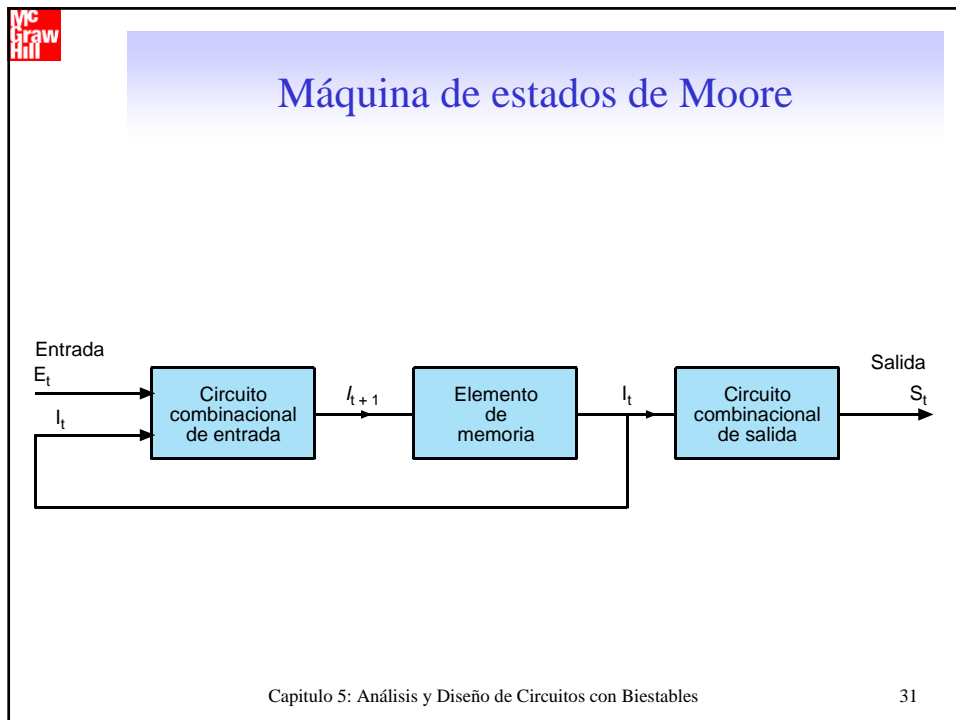 Mc
Graw
Hill
Máquina de estados de Moore
Entrada
Eₜ
Iₜ
Circuito
combinacional
de entrada
Iₜ ₊ ₁
Elemento
de
memoria
Iₜ
Circuito
combinacional
de salida
Salida
Sₜ
Capitulo 5: Análisis y Diseño de Circuitos con Biestables 31